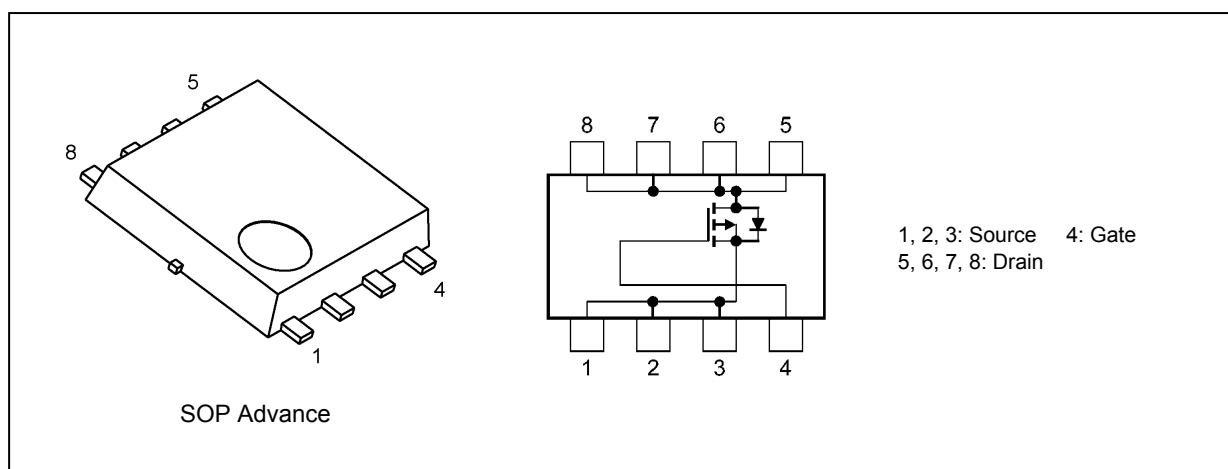 5
8
4
1
SOP Advance
8 7 6 5
1 2 3 4
1, 2, 3: Source 4: Gate
5, 6, 7, 8: Drain